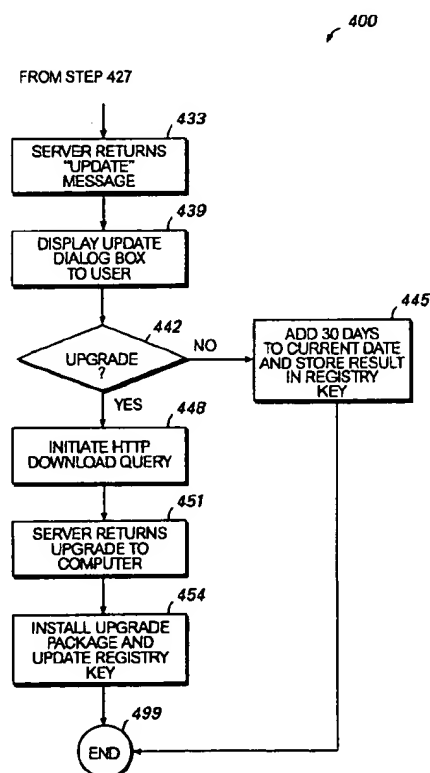 400
FROM STEP 427
433
SERVER RETURNS
"UPDATE"
MESSAGE
439
DISPLAY UPDATE
DIALOG BOX
TO USER
442
UPGRADE
?
NO
YES
445
ADD 30 DAYS
TO CURRENT DATE
AND STORE RESULT
IN REGISTRY
KEY
448
INITIATE HTTP
DOWNLOAD QUERY
451
SERVER RETURNS
UPGRADE TO
COMPUTER
454
INSTALL UPGRADE
PACKAGE AND
UPDATE REGISTRY
KEY
499
END